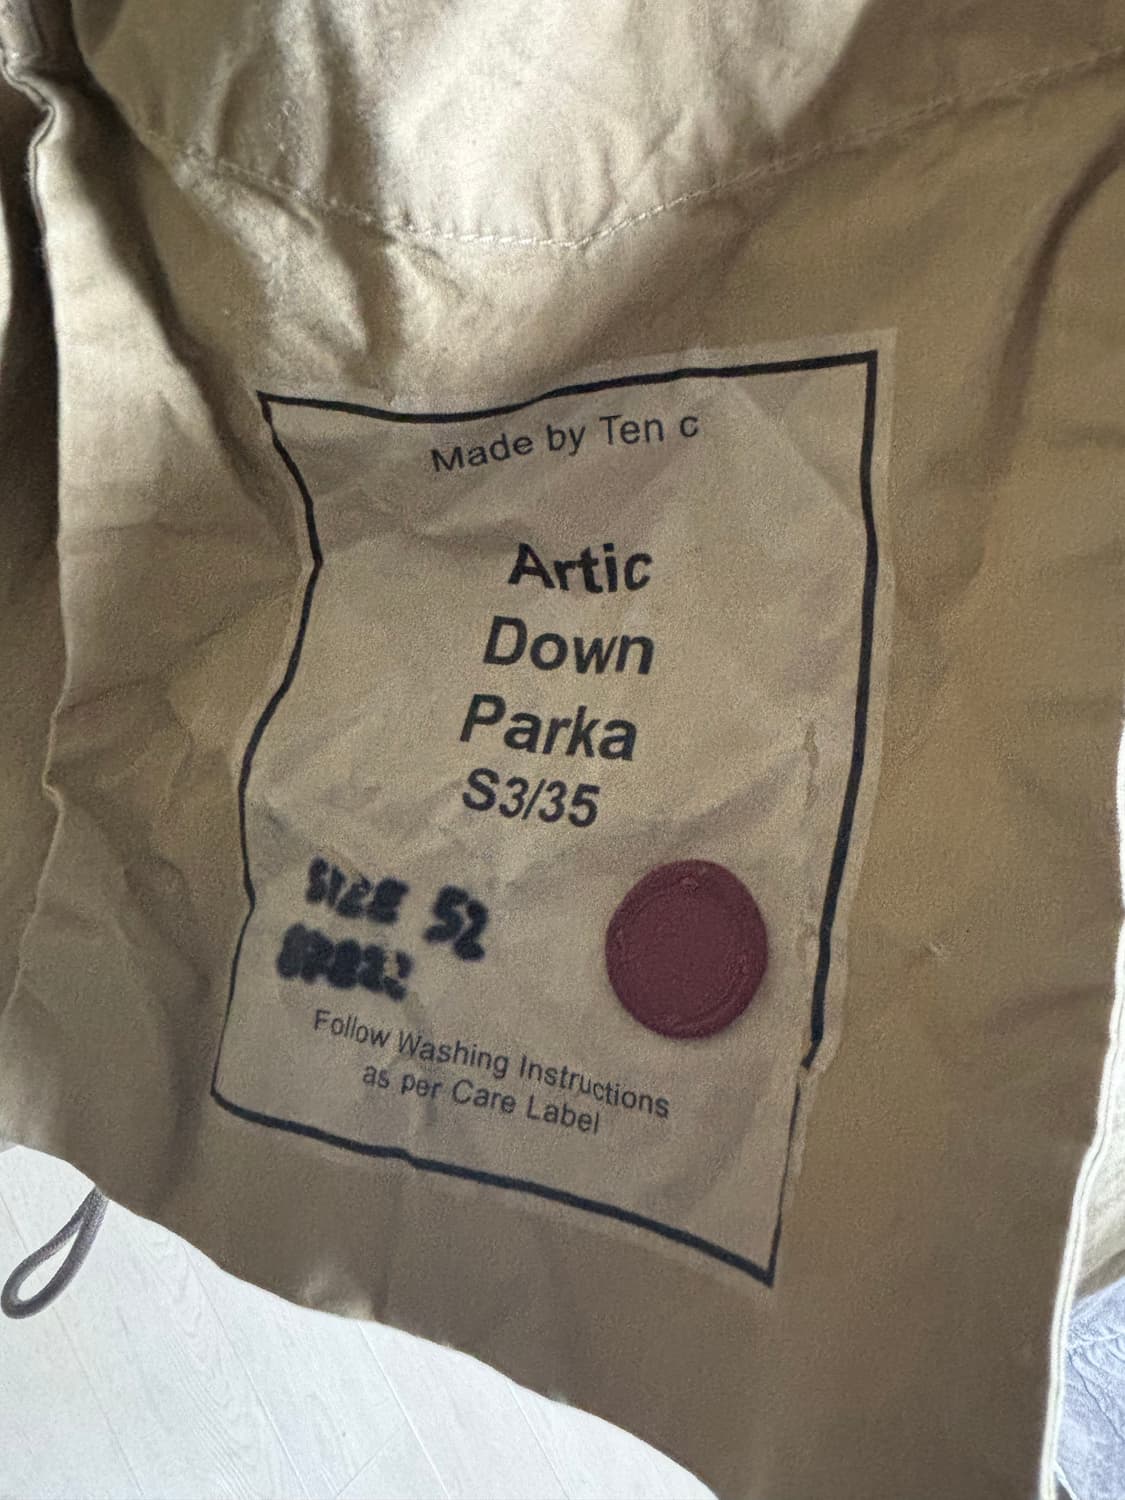 Made by Ten c
Artic
Down
Parka
S3/35
SIZE 52
Follow Washing Instructions
as per Care Label